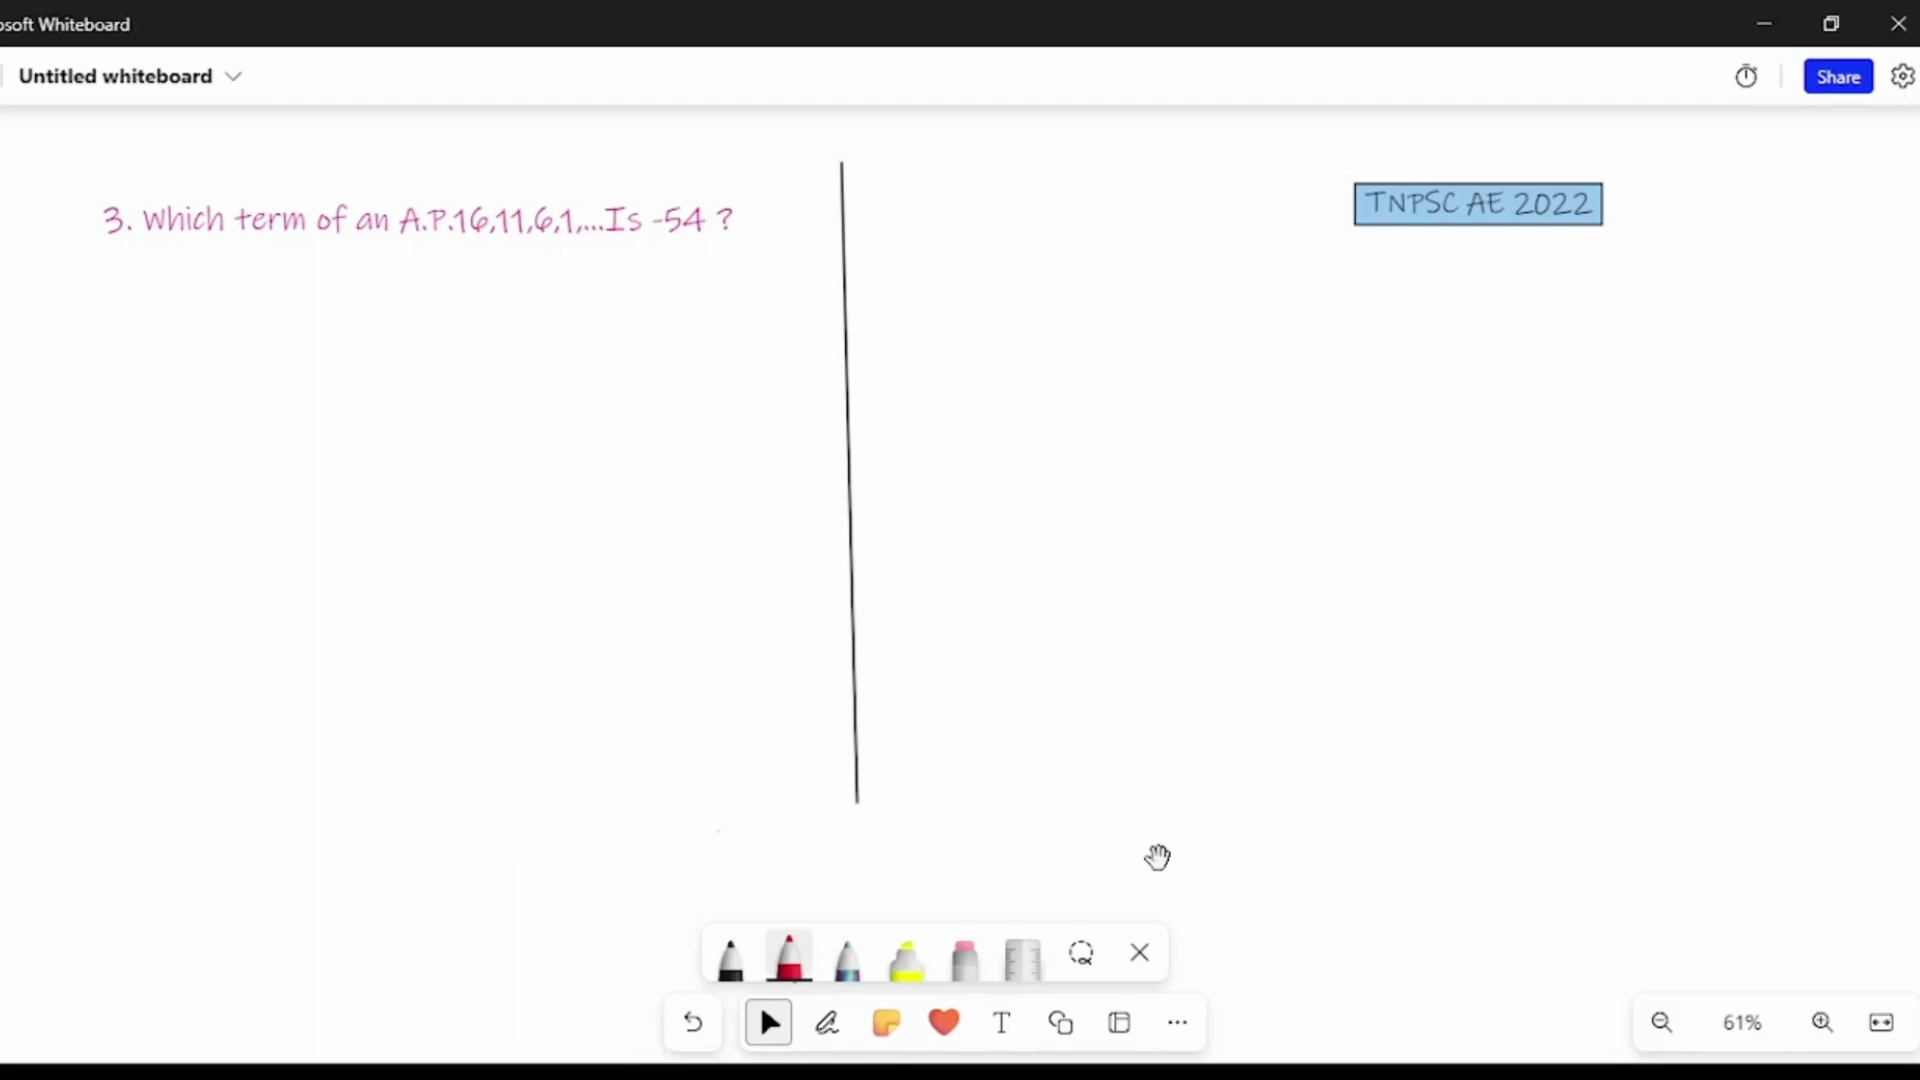 osoft Whiteboard
Untitled whiteboard
Share
TNPSC AE 2022
3. Which term of an A.P.16,11,6,1,...Is -54 ?
T
61%